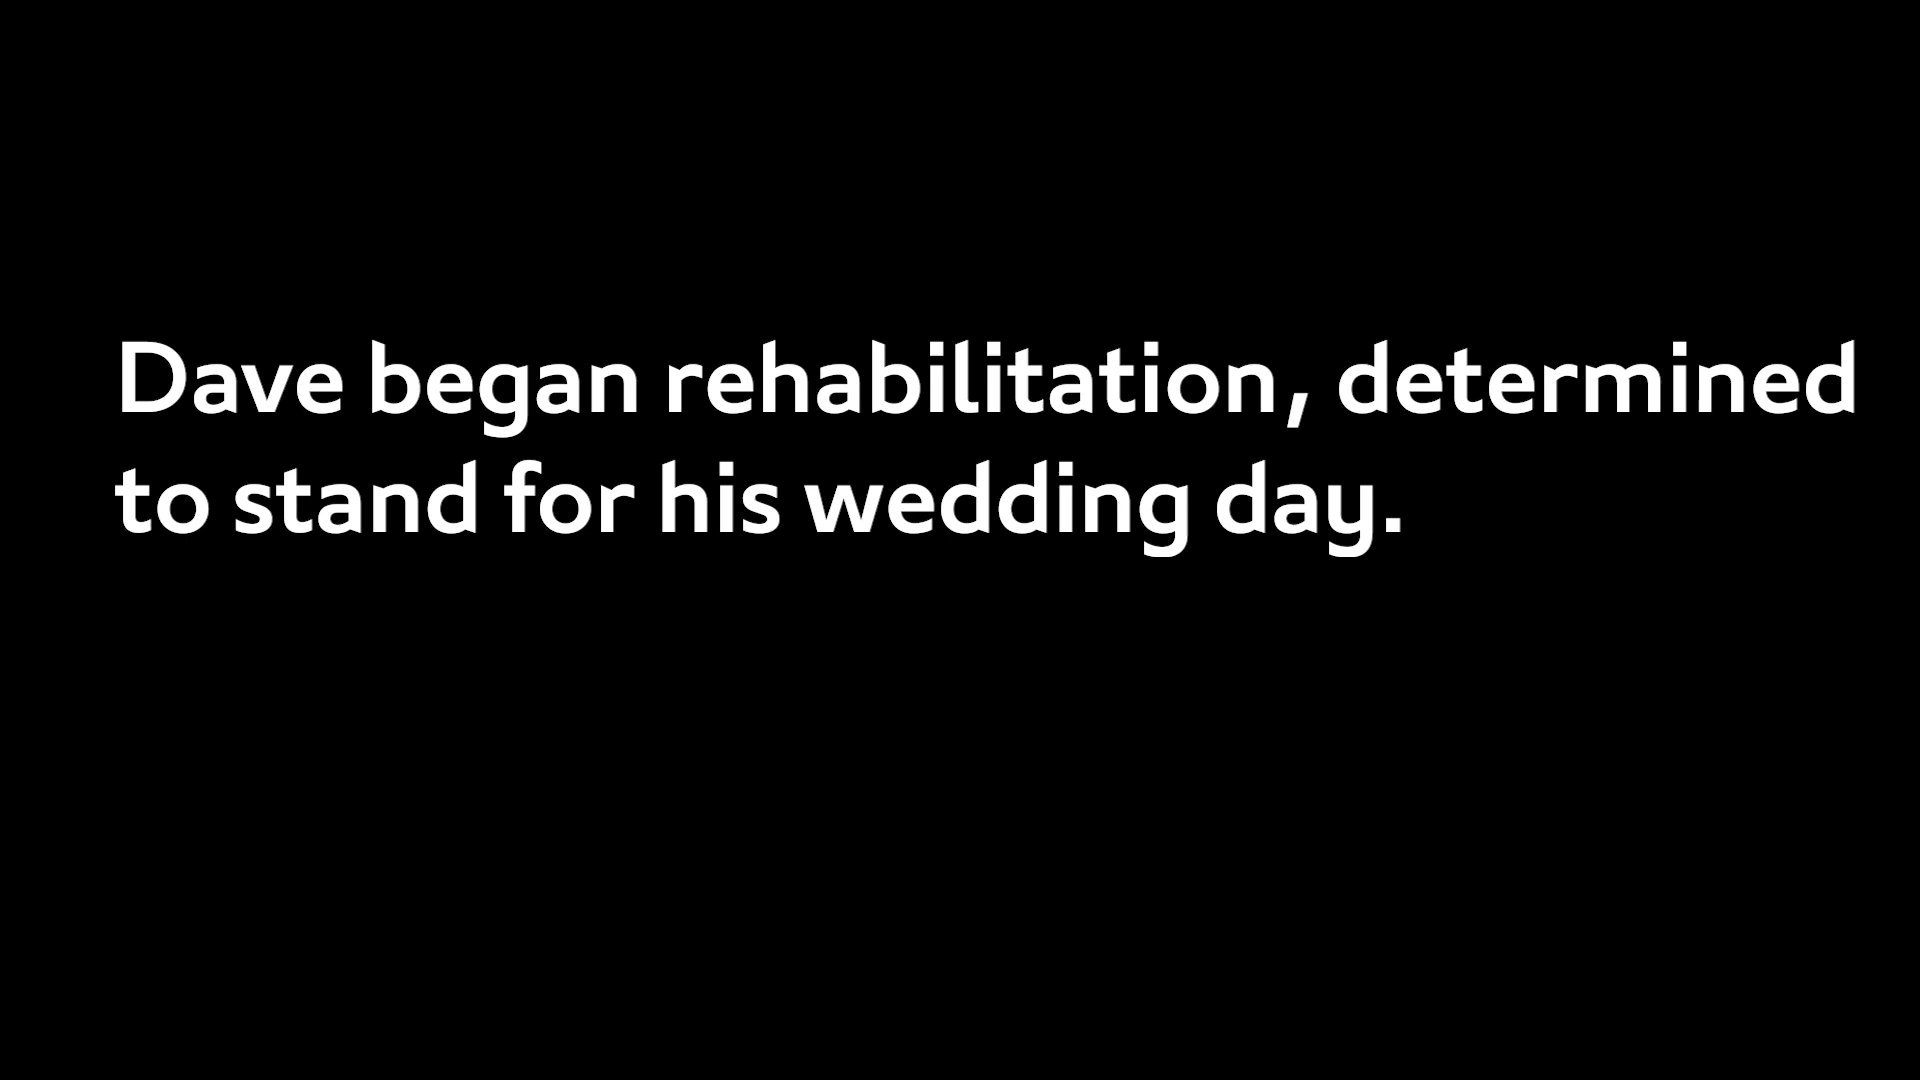 Dave began rehabilitation, determined
to stand for his wedding day.